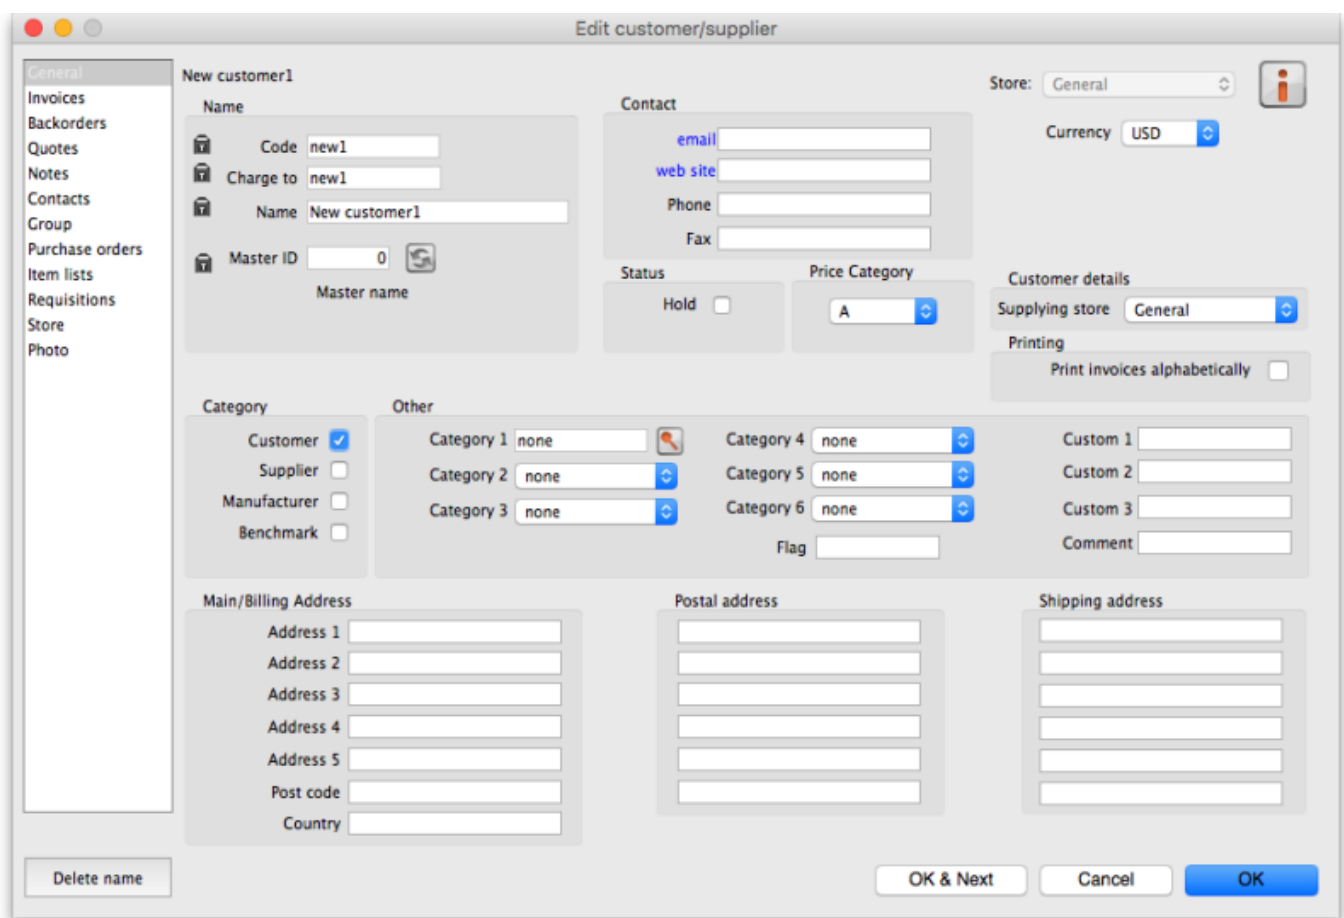 Edit customer/supplier
General
Invoices
Backorders
Quotes
Notes
Contacts
Group
Purchase orders
Item lists
Requisitions
Store
Photo
New customer1
Store: General
Currency USD
Name
Code new1
Charge to new1
Name New customer1
Master ID 0
Master name
Contact
email
web site
Phone
Fax
Status
Hold
Price Category
A
Customer details
Supplying store General
Printing
Print invoices alphabetically
Category
Customer
Supplier
Manufacturer
Benchmark
Other
Category 1 none
Category 2 none
Category 3 none
Category 4 none
Category 5 none
Category 6 none
Flag
Custom 1
Custom 2
Custom 3
Comment
Main/Billing Address
Address 1
Address 2
Address 3
Address 4
Address 5
Post code
Country
Postal address
Shipping address
Delete name
OK & Next
Cancel
OK